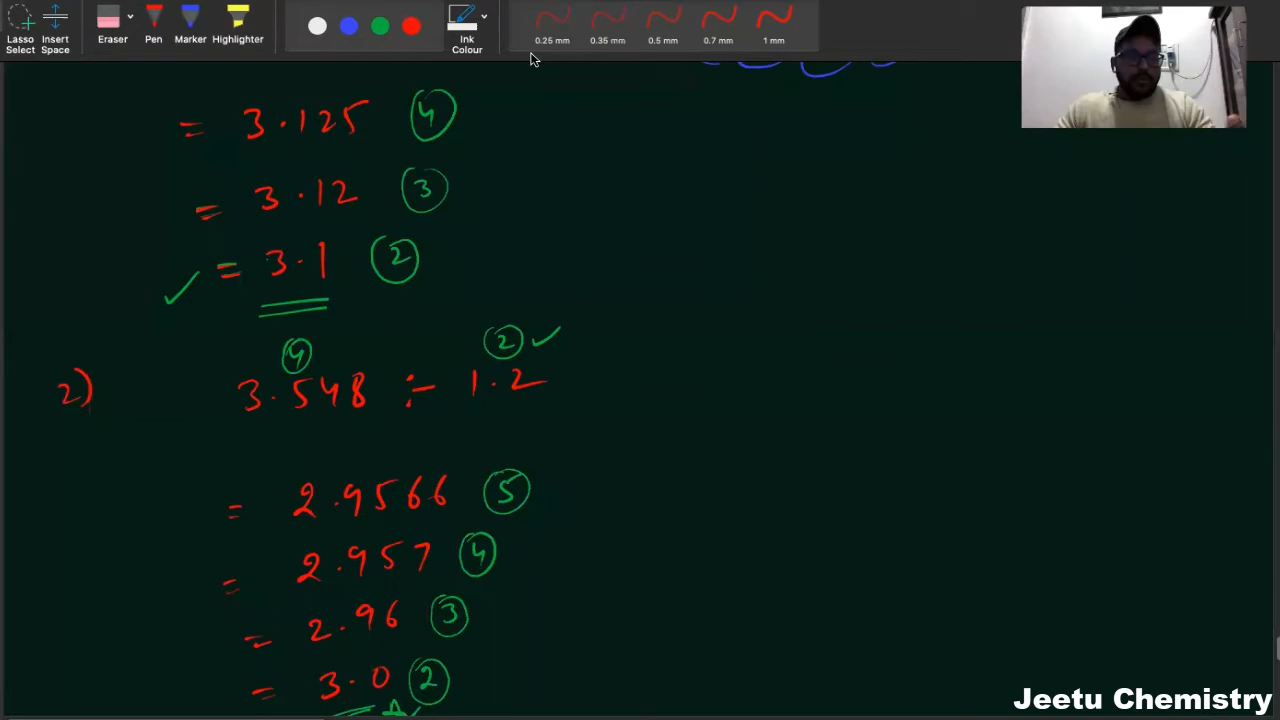 Lasso Select
Insert Space
Eraser
Pen
Marker
Highlighter
Ink Colour
0.25 mm
0.35 mm
0.5 mm
0.7 mm
1 mm
= 3.125 4
= 3.12 3
✓ = 3.1 2
4 2 ✓
2) 3.548 ÷ 1.2
= 2.9566 5
= 2.957 4
= 2.96 3
= 3.0 2
Jeetu Chemistry